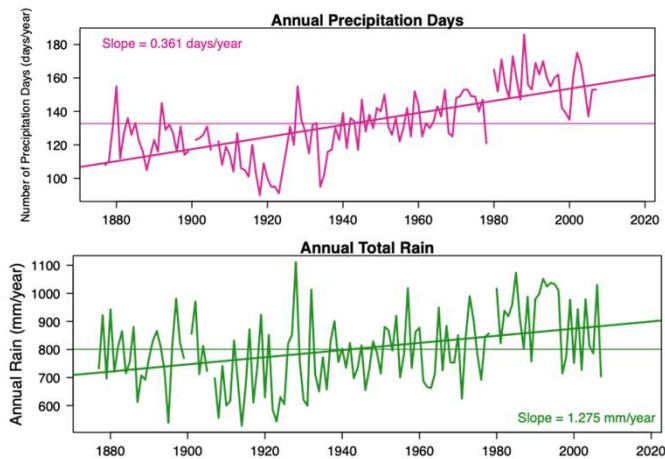 Annual Precipitation Days
Number of Precipitation Days (days/year)
Slope = 0.361 days/year
180
160
140
120
100
1880 1900 1920 1940 1960 1980 2000 2020
Annual Total Rain
Annual Rain (mm/year)
1100
1000
900
800
700
600
Slope = 1.275 mm/year
1880 1900 1920 1940 1960 1980 2000 2020